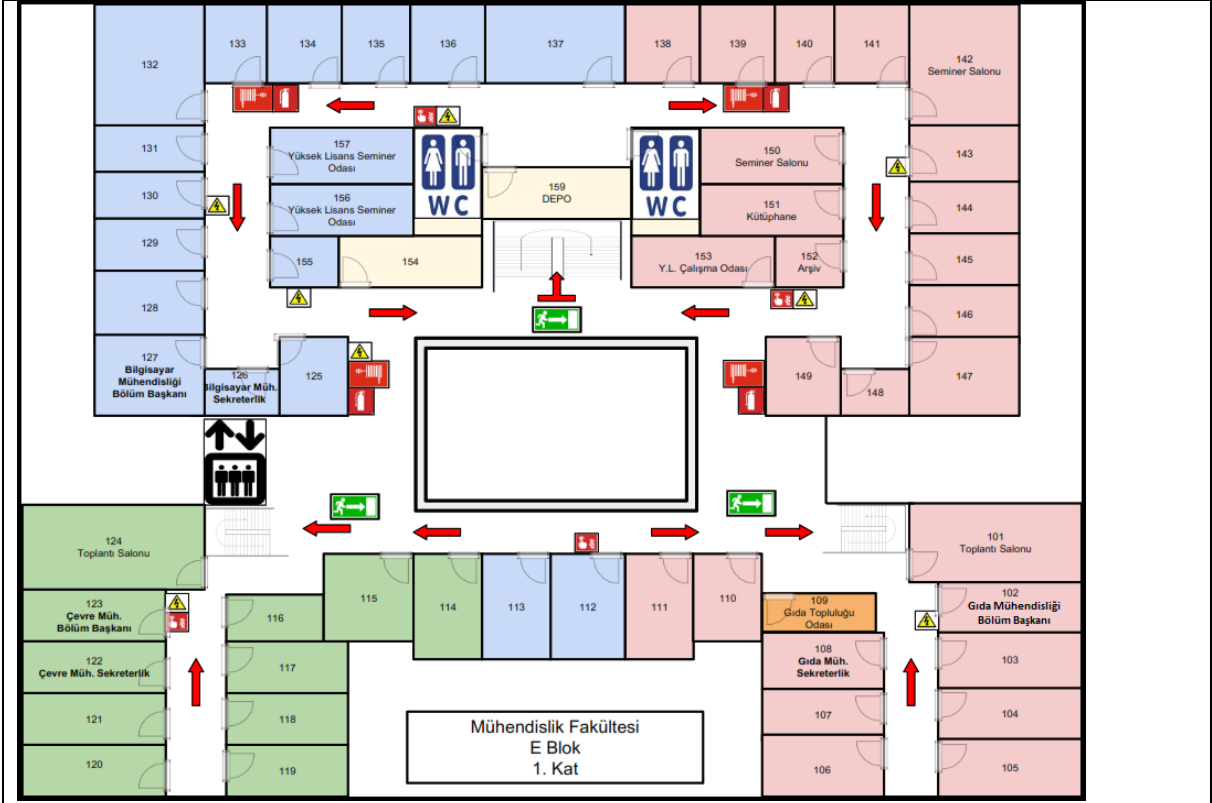 133
134
135
136
137
138
139
140
141
132
142
Seminer Salonu
131
157
Yüksek Lisans Seminer
Odası
WC
159
DEPO
WC
150
Seminer Salonu
143
130
156
Yüksek Lisans Seminer
Odası
151
Kütüphane
144
129
155
154
153
Y.L. Çalışma Odası
152
Arşiv
145
128
146
127
Bilgisayar
Mühendisliği
Bölüm Başkanı
126
Bilgisayar Müh.
Sekreterlik
125
149
148
147
124
Toplantı Salonu
101
Toplantı Salonu
123
Çevre Müh.
Bölüm Başkanı
116
115
114
113
112
111
110
109
Gıda Topluluğu
Odası
102
Gıda Mühendisliği
Bölüm Başkanı
122
Çevre Müh. Sekreterlik
117
108
Gıda Müh.
Sekreterlik
103
121
118
107
104
120
119
106
105
Mühendislik Fakültesi
E Blok
1. Kat